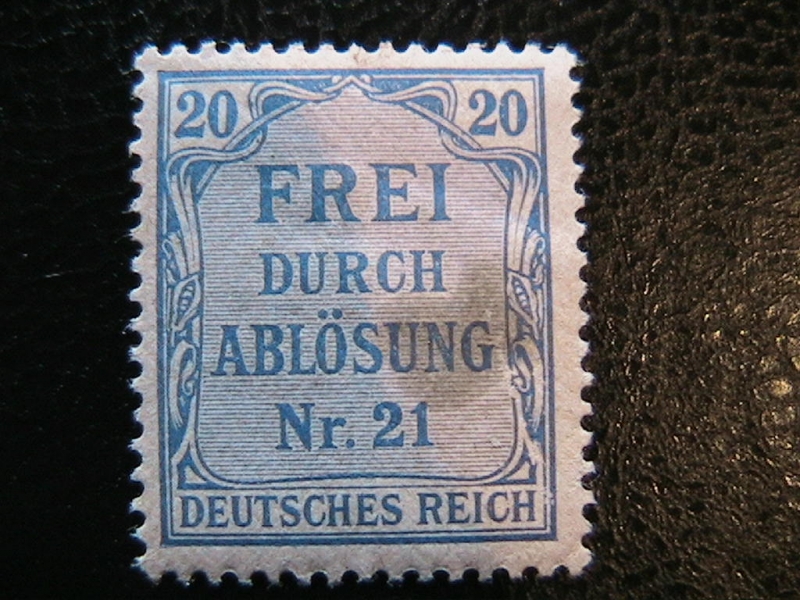 20 20
FREI
DURCH
ABLÖSUNG
Nr. 21
DEUTSCHES REICH